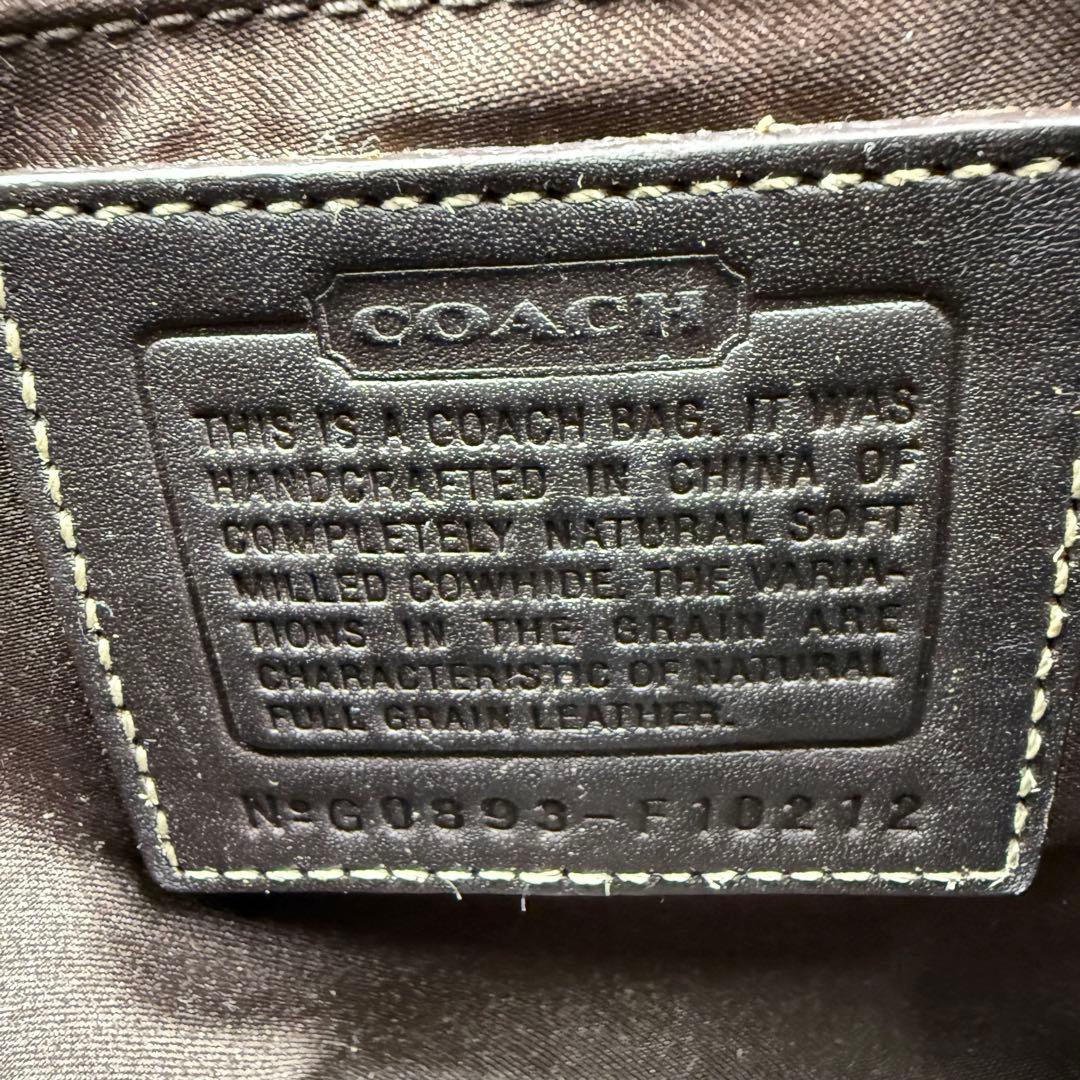 COACH
THIS IS A COACH BAG. IT WAS
HANDCRAFTED IN CHINA OF
COMPLETELY NATURAL SOFT
MILLED COWHIDE. THE VARIA-
TIONS IN THE GRAIN ARE
CHARACTERISTIC OF NATURAL
FULL GRAIN LEATHER.
Nº G0893-F10212